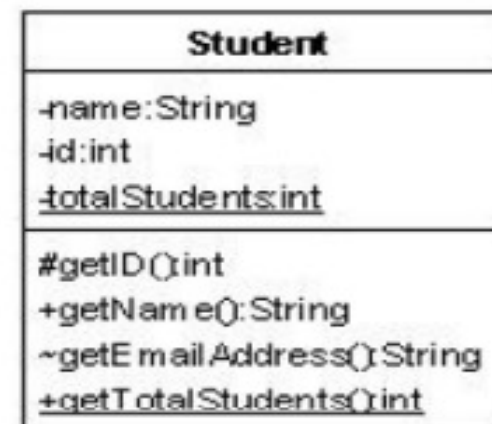 Student
-name:String
-id:int
-totalStudents:int
#getID():int
+getName():String
~getEmailAddress():String
+getTotalStudents():int